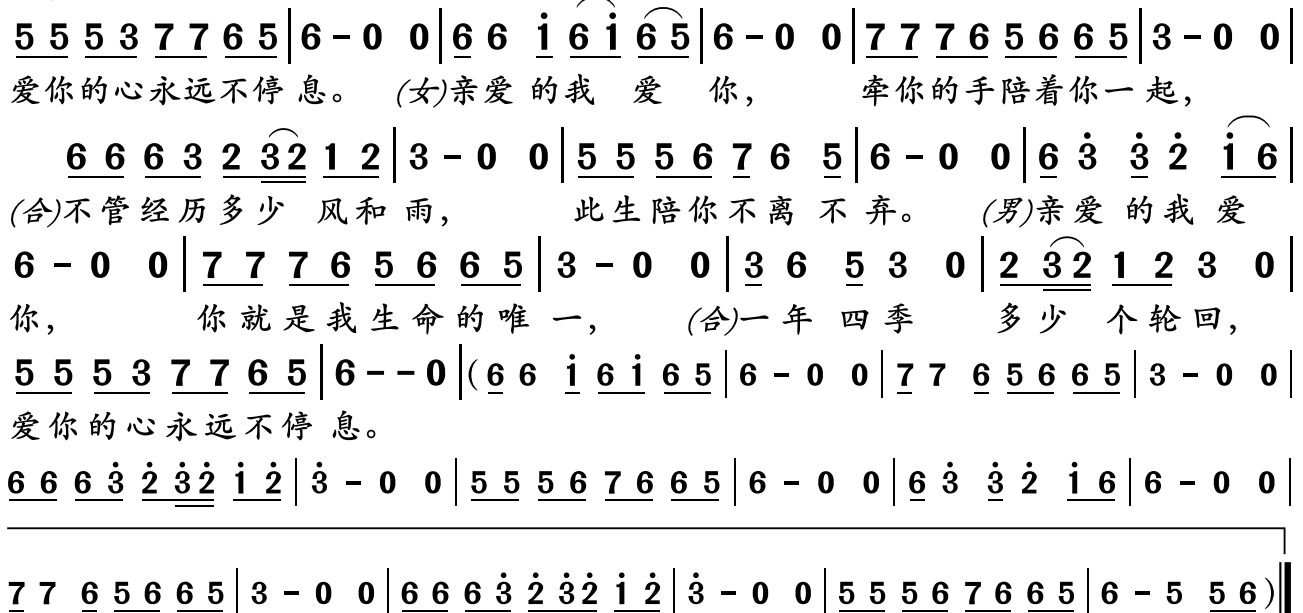 5 5 5 3 7 7 6 5 | 6 – 0 0 | 6 6 i̇ 6 i̇ 6 5 | 6 – 0 0 | 7 7 7 6 5 6 6 5 | 3 – 0 0 |
爱你的心永远不停 息。 (女)亲爱 的我 爱 你, 牵你的手陪着你一 起,
6 6 6 3 2 3 2 1 2 | 3 – 0 0 | 5 5 5 6 7 6 5 | 6 – 0 0 | 6 3̇ 3̇ 2̇ i̇ 6 |
(合)不管经历多少 风和 雨, 此生陪你不离 不 弃。 (男)亲爱 的我 爱
6 – 0 0 | 7 7 7 6 5 6 6 5 | 3 – 0 0 | 3 6 5 3 0 | 2 3 2 1 2 3 0 |
你, 你就是我生命的唯 一, (合)一年 四季 多少 个轮回,
5 5 5 3 7 7 6 5 | 6 – – 0 | ( 6 6 i̇ 6 i̇ 6 5 | 6 – 0 0 | 7 7 6 5 6 6 5 | 3 – 0 0 |
爱你的心永远不停 息。
6 6 6 3̇ 2̇ 3̇ 2̇ i̇ 2̇ | 3̇ – 0 0 | 5 5 5 6 7 6 6 5 | 6 – 0 0 | 6 3̇ 3̇ 2̇ i̇ 6 | 6 – 0 0 |
7 7 6 5 6 6 5 | 3 – 0 0 | 6 6 6 3̇ 2̇ 3̇ 2̇ i̇ 2̇ | 3̇ – 0 0 | 5 5 5 6 7 6 6 5 | 6 – 5 5 6 ) ‖